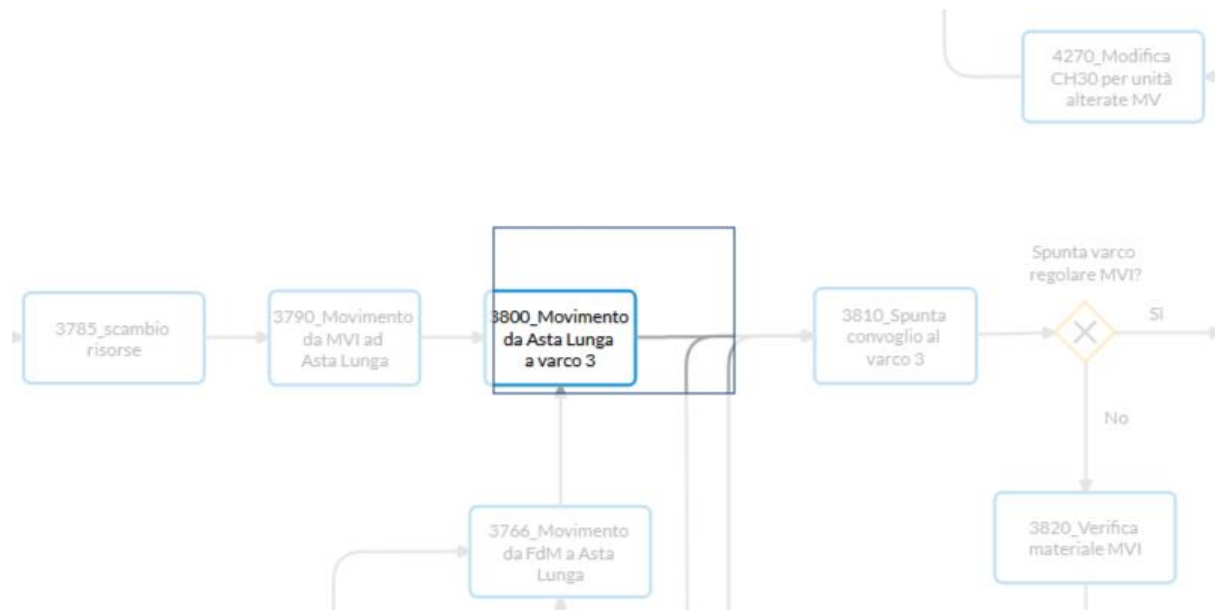 4270_Modifica
CH30 per unità
alterate MV
Spunta varco
regolare MVI?
3785_scambio
risorse
3790_Movimento
da MVI ad
Asta Lunga
3800_Movimento
da Asta Lunga
a varco 3
3810_Spunta
convoglio al
varco 3
Sì
No
3766_Movimento
da FdM a Asta
Lunga
3820_Verifica
materiale MVI